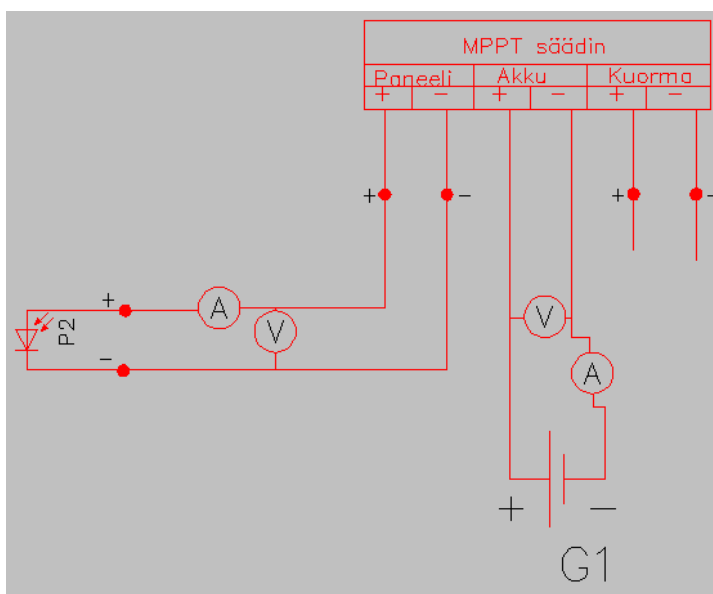 MPPT säädin
Paneeli Akku Kuorma
+ − + − + −
+ − + −
+
A V
V
P2
−
A
+ −
G1